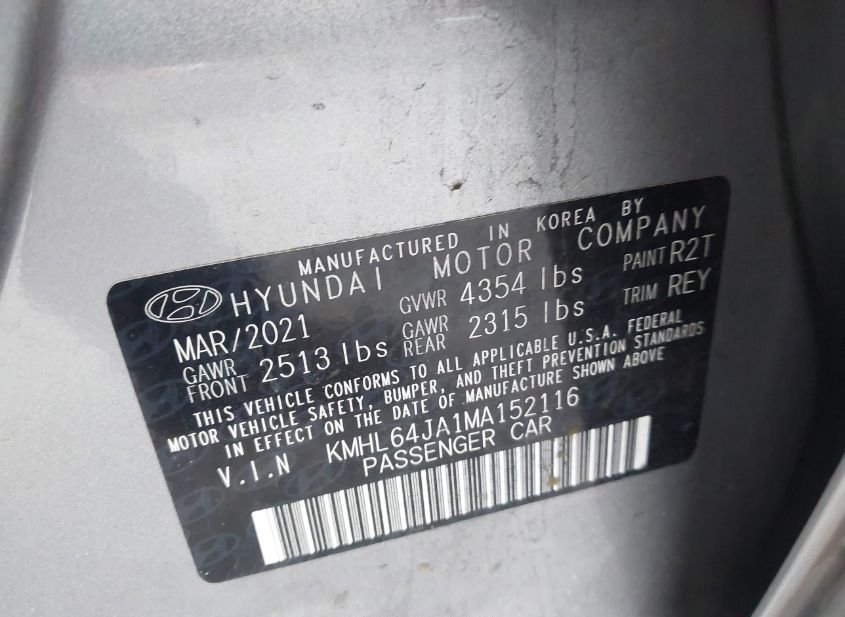 MANUFACTURED IN KOREA BY
HYUNDAI MOTOR COMPANY
MAR/2021 GVWR 4354 lbs PAINT R2T
GAWR FRONT 2513 lbs GAWR REAR 2315 lbs TRIM REY
THIS VEHICLE CONFORMS TO ALL APPLICABLE U.S.A. FEDERAL
MOTOR VEHICLE SAFETY, BUMPER, AND THEFT PREVENTION STANDARDS
IN EFFECT ON THE DATE OF MANUFACTURE SHOWN ABOVE
V.I.N KMHL64JA1MA152116
PASSENGER CAR